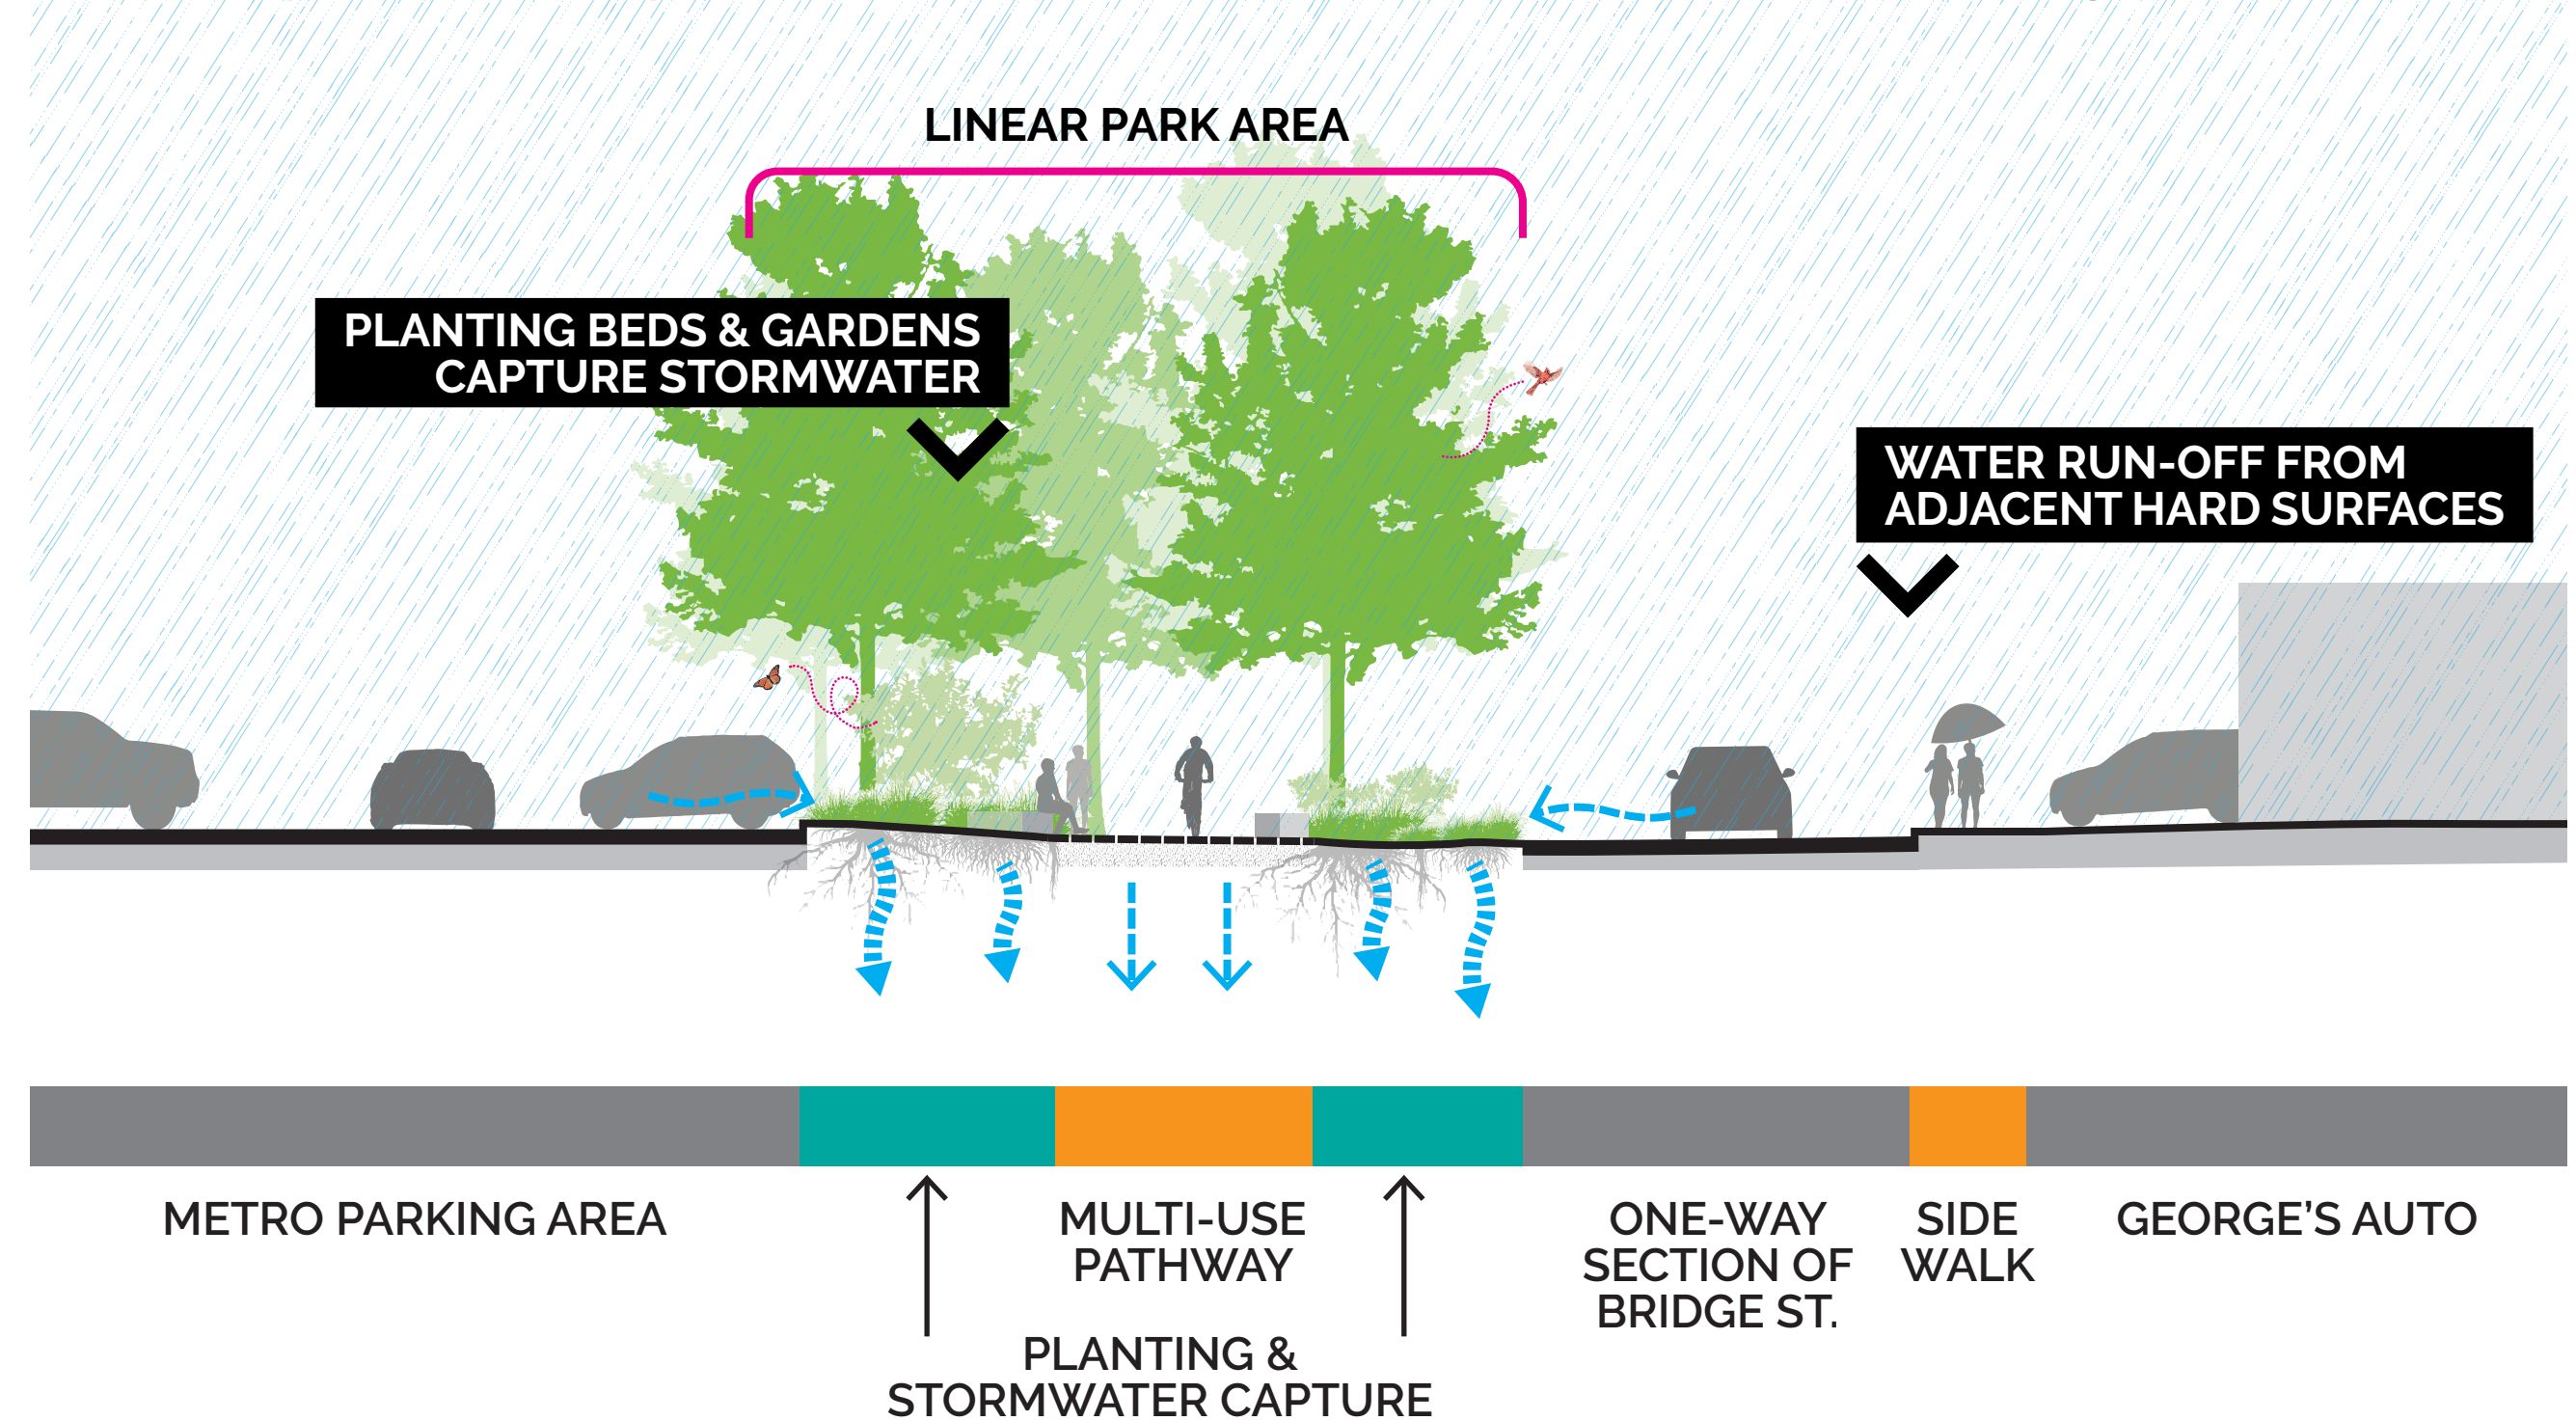 LINEAR PARK AREA
PLANTING BEDS & GARDENS
CAPTURE STORMWATER
WATER RUN-OFF FROM
ADJACENT HARD SURFACES
METRO PARKING AREA
MULTI-USE
PATHWAY
ONE-WAY
SECTION OF
BRIDGE ST.
SIDE
WALK
GEORGE'S AUTO
PLANTING &
STORMWATER CAPTURE